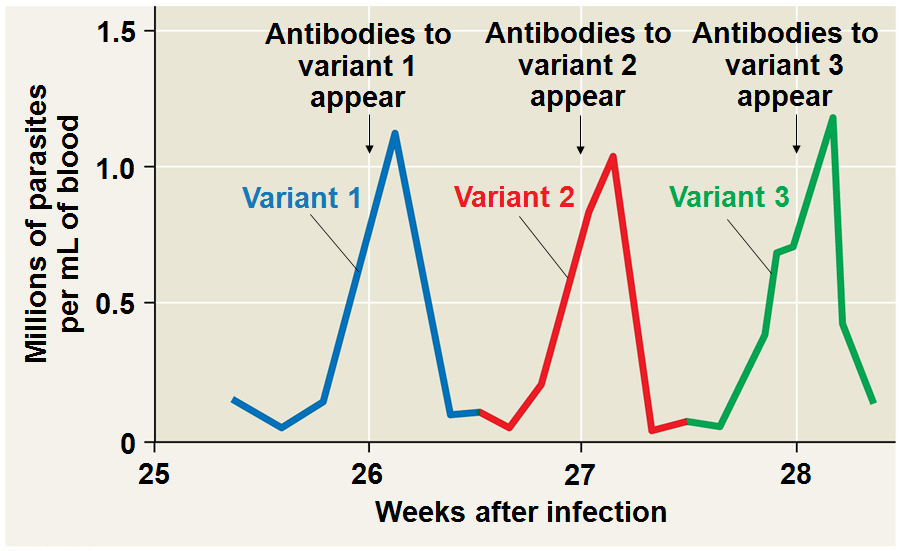 1.5
Antibodies to
variant 1
appear
Antibodies to
variant 2
appear
Antibodies to
variant 3
appear
Millions of parasites
per mL of blood
1.0
Variant 1
Variant 2
Variant 3
0.5
0
25
26
27
28
Weeks after infection